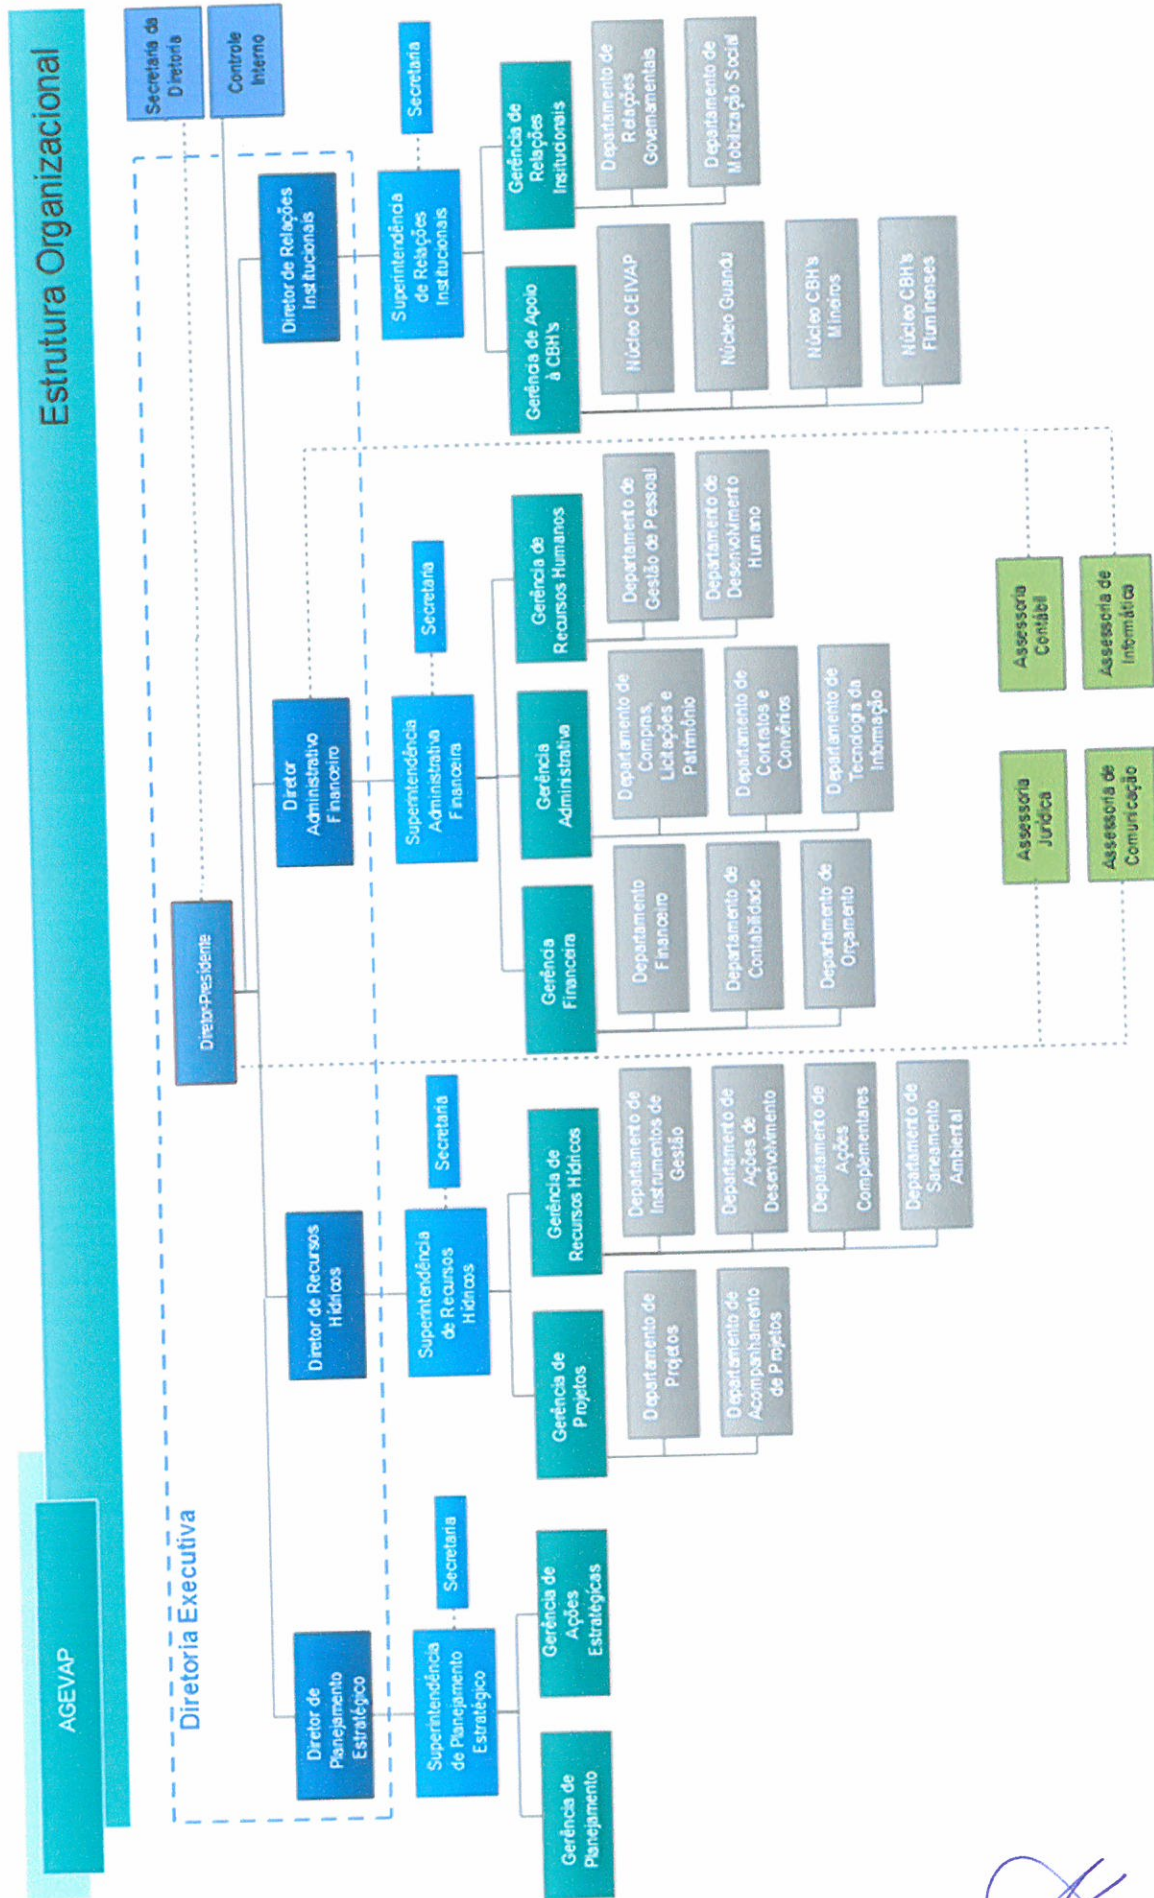 AGEVAP
Estrutura Organizacional
Diretoria Executiva
Secretaria da
Diretoria
Controle
Interno
Diretor-Presidente
Diretor de
Planejamento
Estratégico
Diretor de Recursos
Hídricos
Diretor
Administrativo
Financeiro
Diretor de Relações
Institucionais
Superintendência
de Planejamento
Estratégico
Secretaria
Superintendência
de Recursos
Hídricos
Secretaria
Superintendência
Administrativa
Financeira
Secretaria
Superintendência
de Relações
Institucionais
Secretaria
Gerência de
Planejamento
Gerência de
Ações
Estratégicas
Gerência de
Projetos
Gerência de
Recursos Hídricos
Gerência
Financeira
Gerência
Administrativa
Gerência de
Recursos Humanos
Gerência de Apoio
à CBH's
Gerência de
Relações
Insitucionais
Departamento de
Projetos
Departamento de
Acompanhamento
de Projetos
Departamento de
Instrumentos de
Gestão
Departamento de
Ações de
Desenvolvimento
Departamento de
Ações
Complementares
Departamento de
Saneamento
Ambiental
Departamento
Financeiro
Departamento de
Contabilidade
Departamento de
Orçamento
Departamento de
Compras,
Licitações e
Patrimônio
Departamento de
Contratos e
Convênios
Departamento de
Tecnologia da
Informação
Departamento de
Gestão de Pessoal
Departamento de
Desenvolvimento
Humano
Núcleo CEIVAP
Núcleo Guandu
Núcleo CBH's
Mineiros
Núcleo CBH's
Fluminenses
Departamento de
Relações
Governamentais
Departamento de
Mobilização Social
Assessoria
Jurídica
Assessoria de
Comunicação
Assessoria
Contábil
Assessoria de
Informática